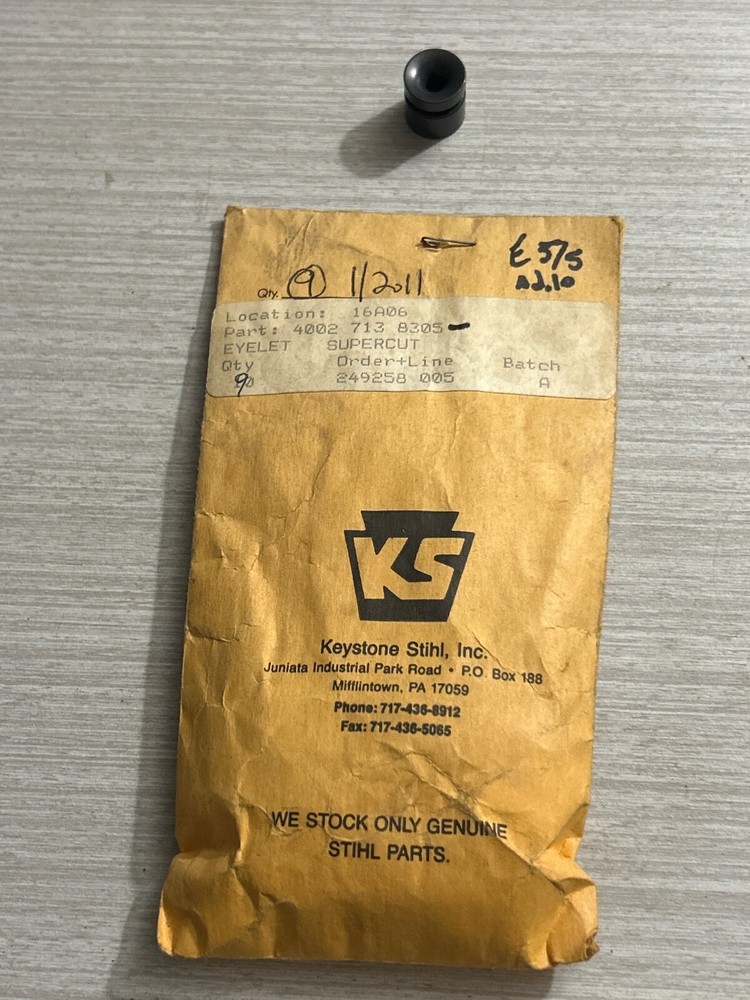 Qty. 9 1/2011
E 5/5
A2.10
Location: 16A06
Part: 4002 713 8305
EYELET SUPERCUT
Qty Order+Line Batch
9 249258 005 A
KS
Keystone Stihl, Inc.
Juniata Industrial Park Road • P.O. Box 188
Mifflintown, PA 17059
Phone: 717-436-8912
Fax: 717-436-5065
WE STOCK ONLY GENUINE
STIHL PARTS.